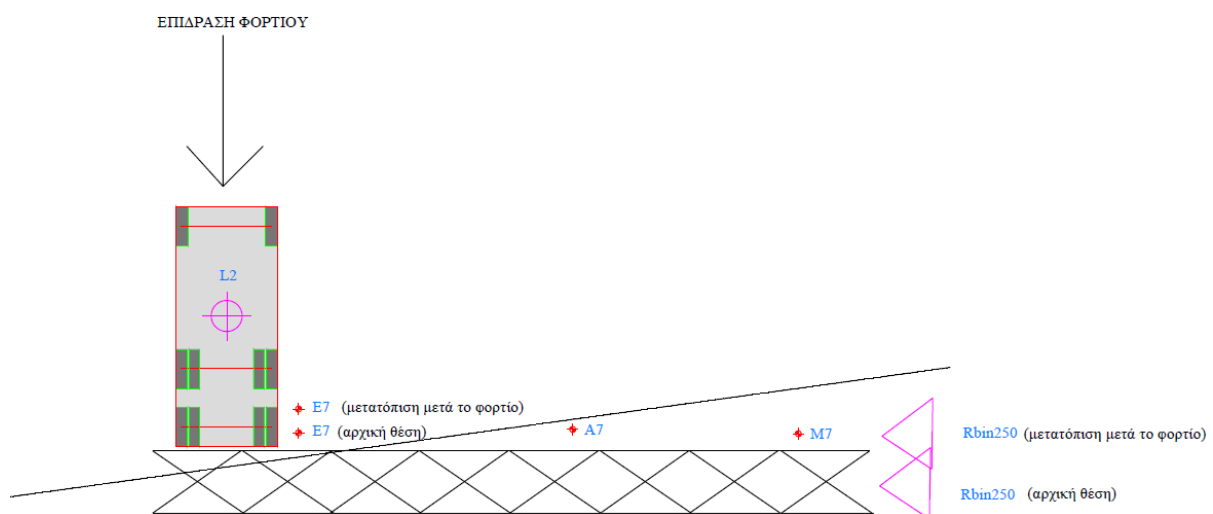 ΕΠΙΔΡΑΣΗ ΦΟΡΤΙΟΥ
L2
E7 (μετατόπιση μετά το φορτίο)
E7 (αρχική θέση)
A7
M7
Rbin250 (μετατόπιση μετά το φορτίο)
Rbin250 (αρχική θέση)